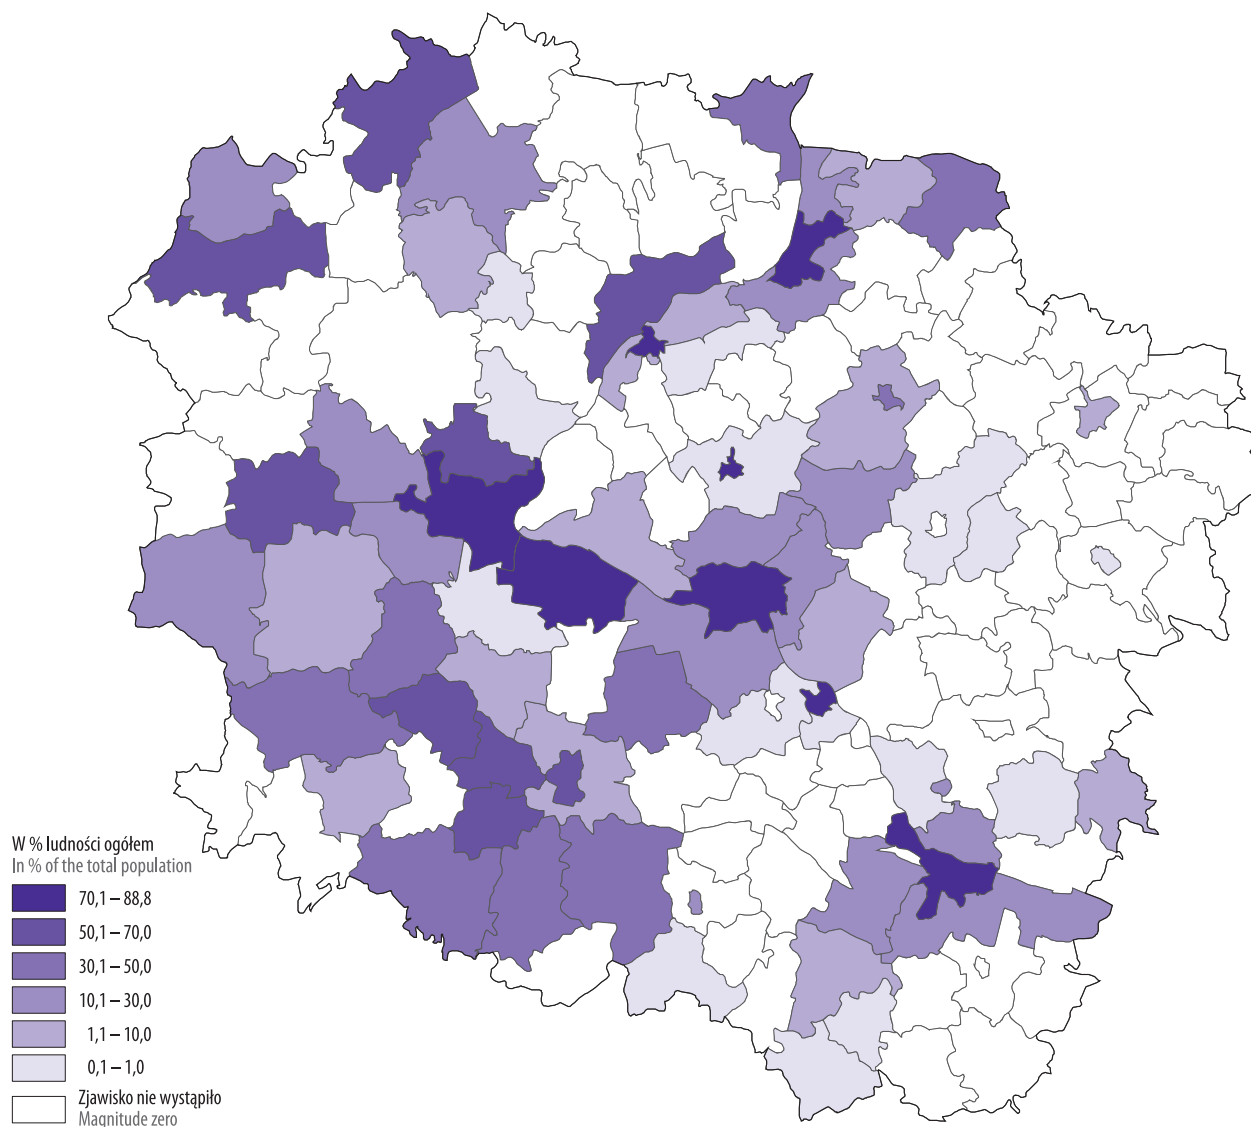 W % ludności ogółem
In % of the total population
70,1 – 88,8
50,1 – 70,0
30,1 – 50,0
10,1 – 30,0
1,1 – 10,0
0,1 – 1,0
Zjawisko nie wystąpiło
Magnitude zero